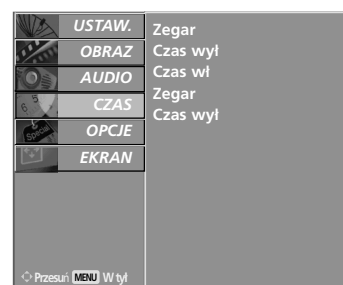 USTAW.
OBRAZ
AUDIO
CZAS
OPCJE
EKRAN
Zegar
Czas wył
Czas wł
Zegar
Czas wył
Przesuń MENU W tył